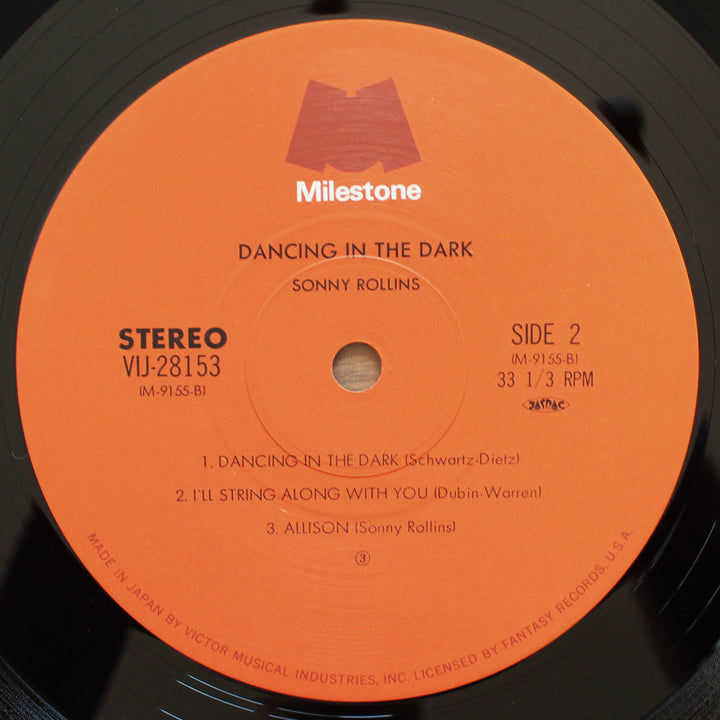 Milestone
DANCING IN THE DARK
SONNY ROLLINS
STEREO
VIJ-28153
(M-9155-B)
SIDE 2
(M-9155-B)
33 1/3 RPM
JASRAC
1. DANCING IN THE DARK (Schwartz-Dietz)
2. I'LL STRING ALONG WITH YOU (Dubin-Warren)
3. ALLISON (Sonny Rollins)
③
MADE IN JAPAN BY VICTOR MUSICAL INDUSTRIES, INC. LICENSED BY FANTASY RECORDS, U.S.A.